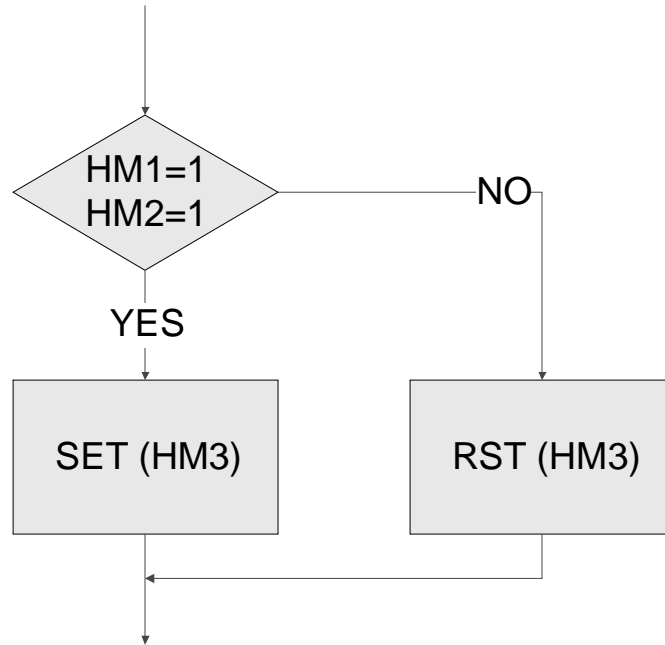 HM1=1
HM2=1
NO
YES
SET (HM3)
RST (HM3)